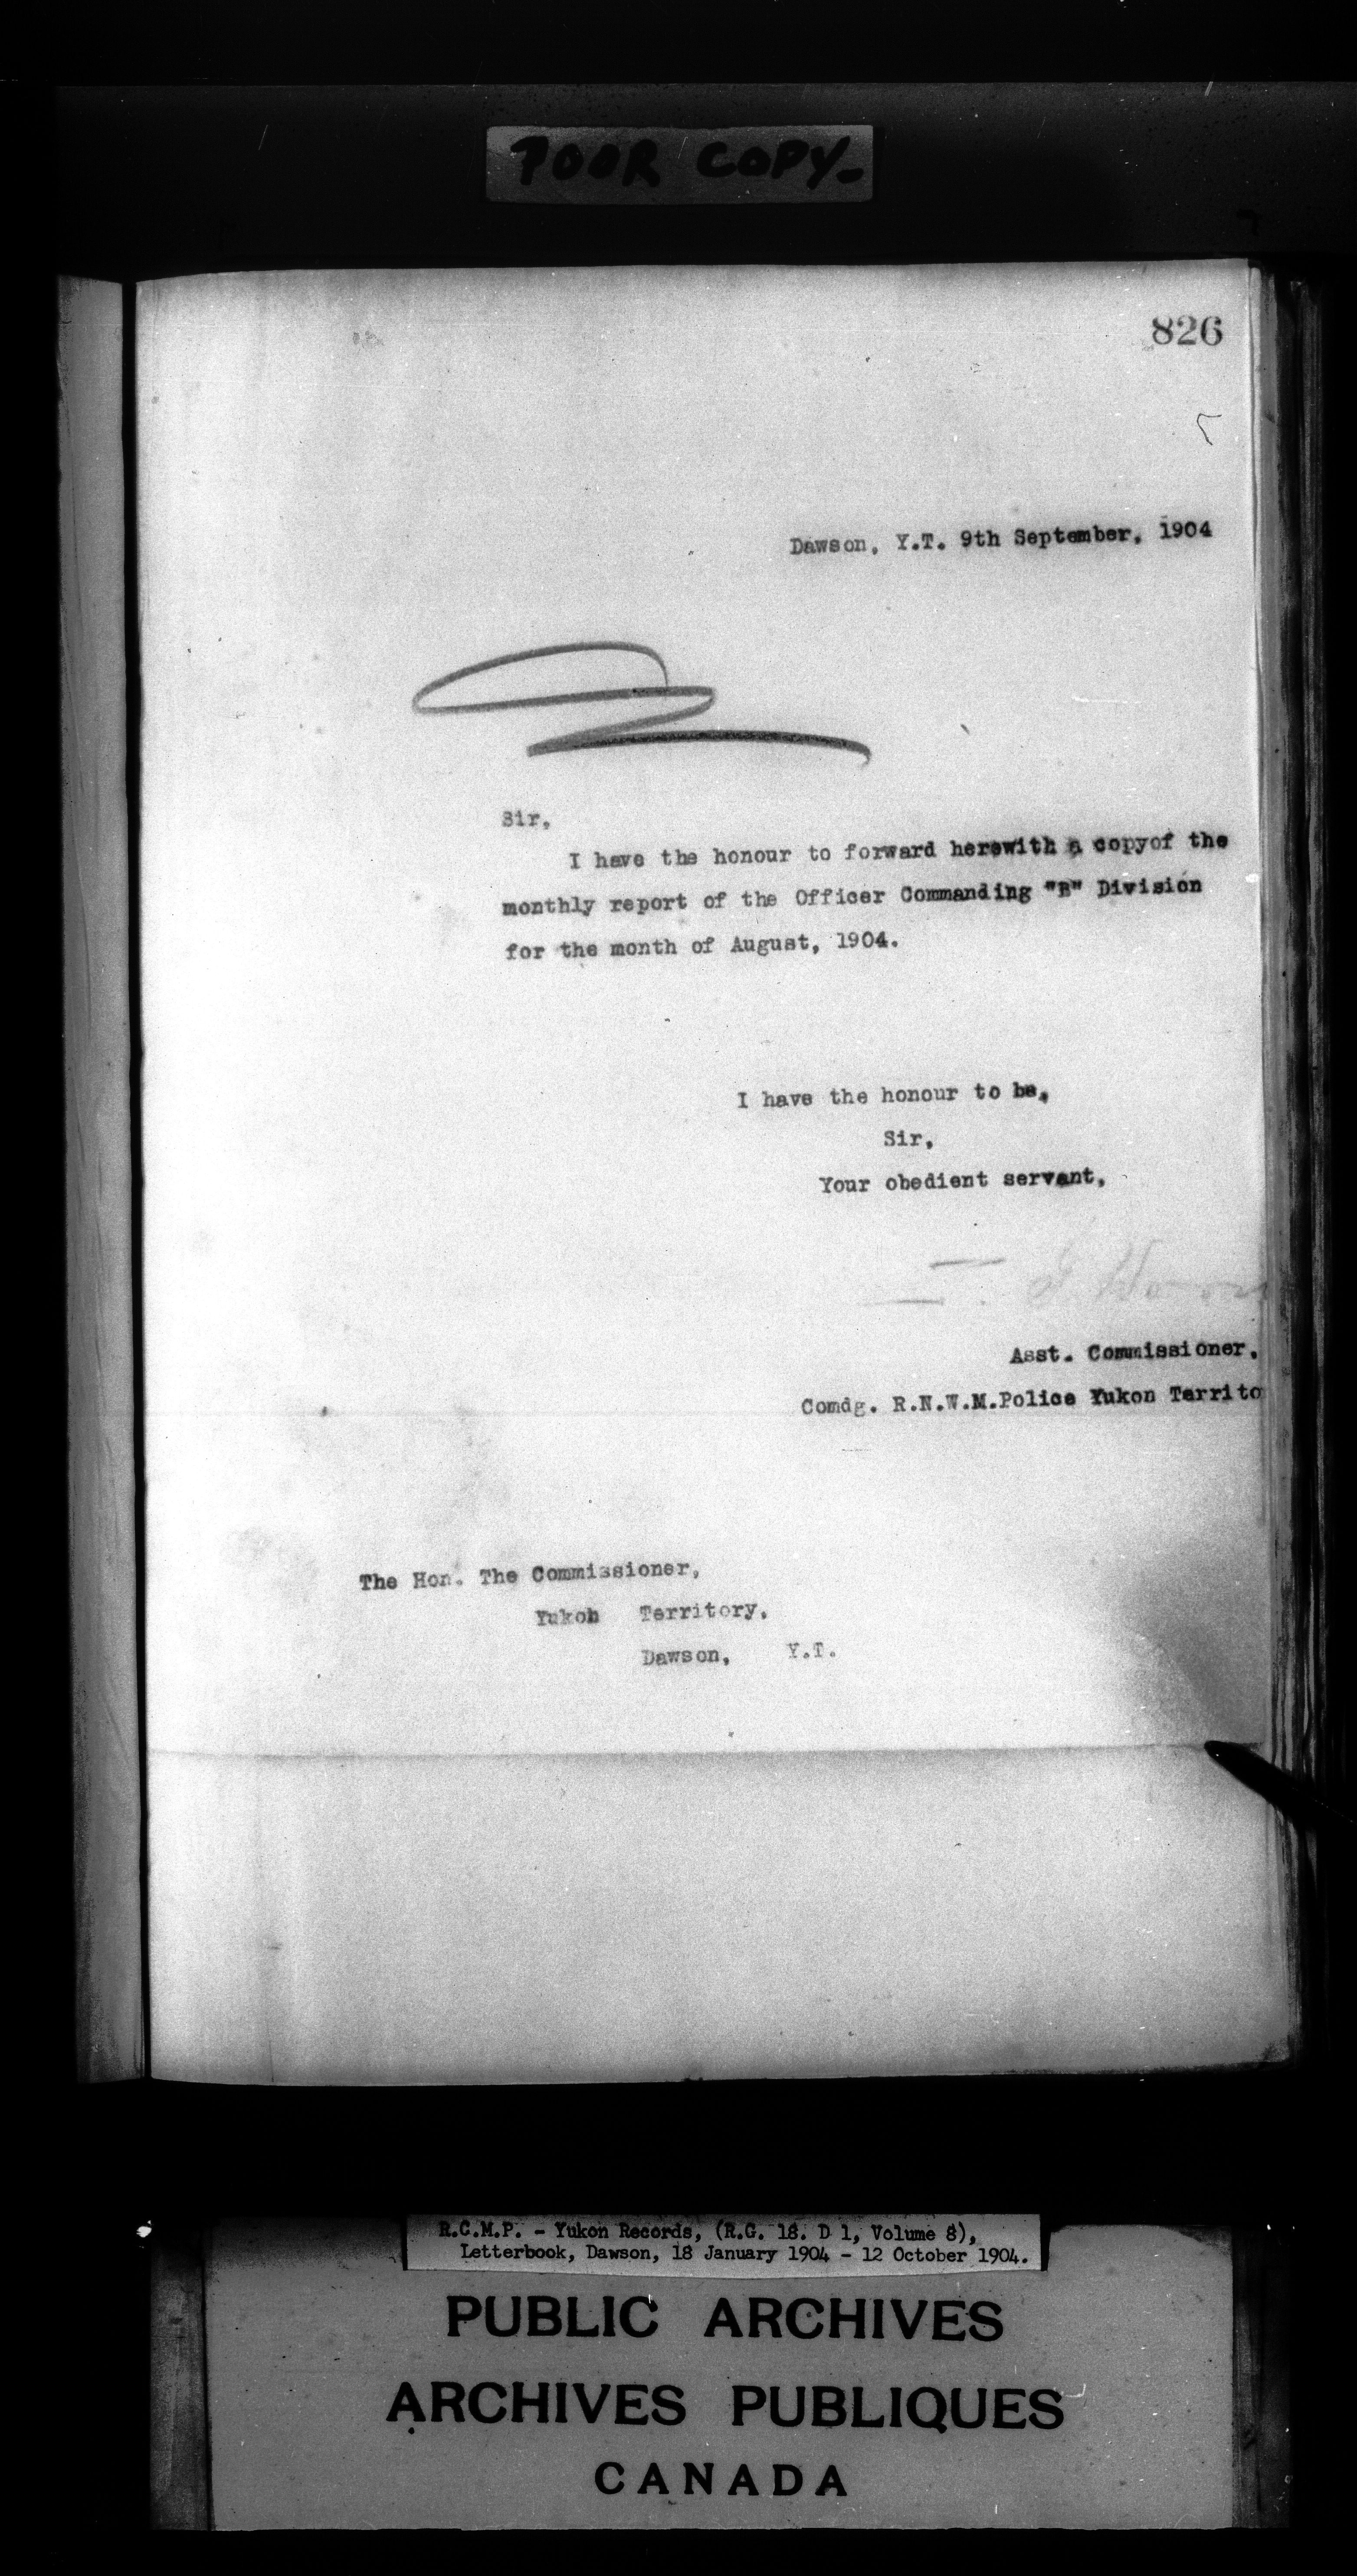 POOR COPY-
826
Dawson, Y.T. 9th September, 1904
Sir,
I have the honour to forward herewith a copyof the
monthly report of the Officer Commanding "B" Division
for the month of August, 1904.
I have the honour to be,
Sir,
Your obedient servant,
Asst. Commissioner,
Comdg. R.N.W.M.Police Yukon Territo
The Hon. The Commissioner,
Yukon Territory,
Dawson, Y.T.
R.C.M.P. - Yukon Records, (R.G. 18. D 1, Volume 8),
Letterbook, Dawson, 18 January 1904 - 12 October 1904.
PUBLIC ARCHIVES
ARCHIVES PUBLIQUES
CANADA